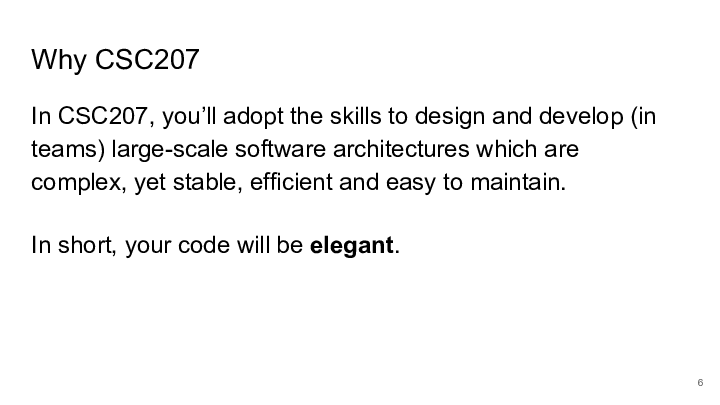 Why CSC207
In CSC207, you’ll adopt the skills to design and develop (in
teams) large-scale software architectures which are
complex, yet stable, efficient and easy to maintain.
In short, your code will be elegant.
6